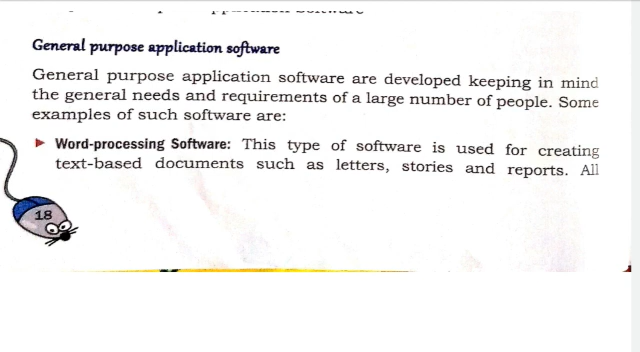 General purpose application software
General purpose application software are developed keeping in mind
the general needs and requirements of a large number of people. Some
examples of such software are:
▶ Word-processing Software: This type of software is used for creating
text-based documents such as letters, stories and reports. All
18